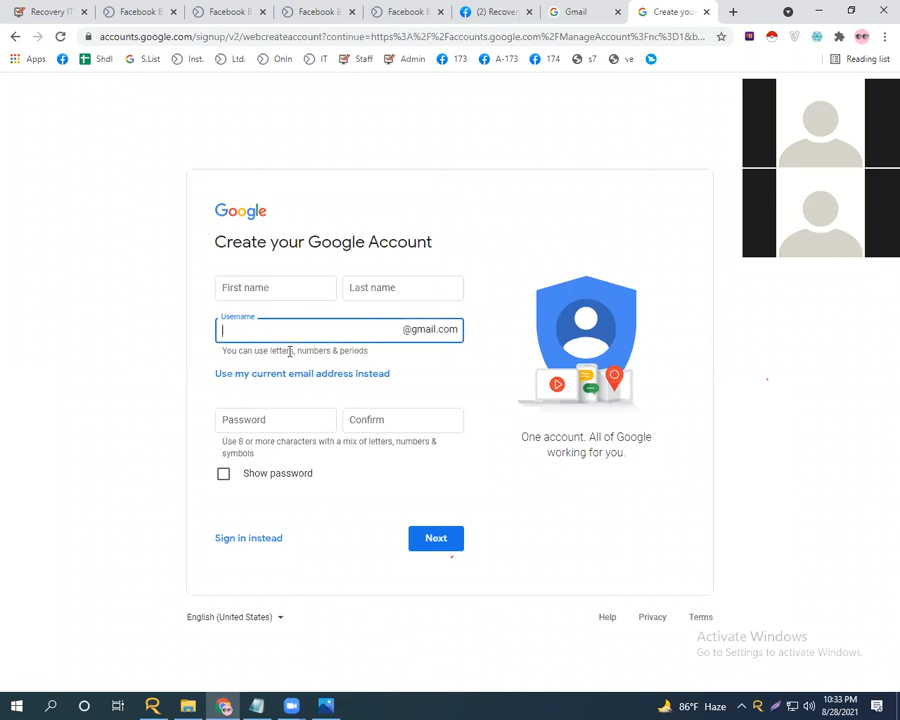 Recovery IT
Facebook B
Facebook B
Facebook B
Facebook B
(2) Recover
Gmail
Create your
accounts.google.com/signup/v2/webcreateaccount?continue=https%3A%2F%2Faccounts.google.com%2FManageAccount%3Fnc%3D1&b...
Apps
Shdl
S.List
Inst.
Ltd.
OnIn
IT
Staff
Admin
173
A-173
174
s7
ve
Reading list
Google
Create your Google Account
First name
Last name
Username
@gmail.com
You can use letters, numbers & periods
Use my current email address instead
Password
Confirm
Use 8 or more characters with a mix of letters, numbers &
symbols
Show password
One account. All of Google
working for you.
Sign in instead
Next
English (United States)
Help
Privacy
Terms
Activate Windows
Go to Settings to activate Windows.
86°F Haze
10:33 PM
8/28/2021